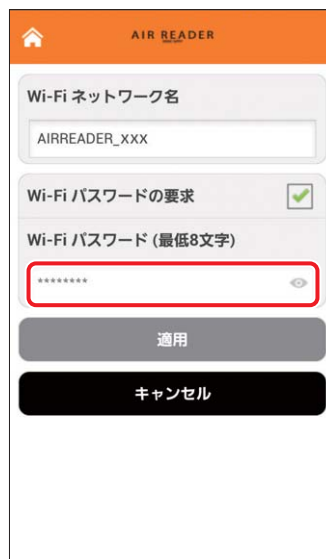 AIR READER
Wi-Fi ネットワーク名
AIRREADER_XXX
Wi-Fi パスワードの要求
Wi-Fi パスワード (最低8文字)
********
適用
キャンセル